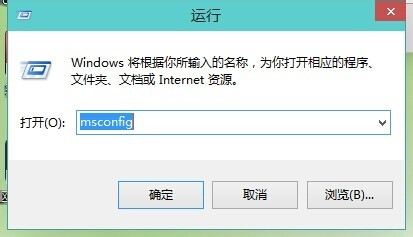 运行
Windows 将根据你所输入的名称，为你打开相应的程序、
文件夹、文档或 Internet 资源。
打开(O): msconfig
确定 取消 浏览(B)...